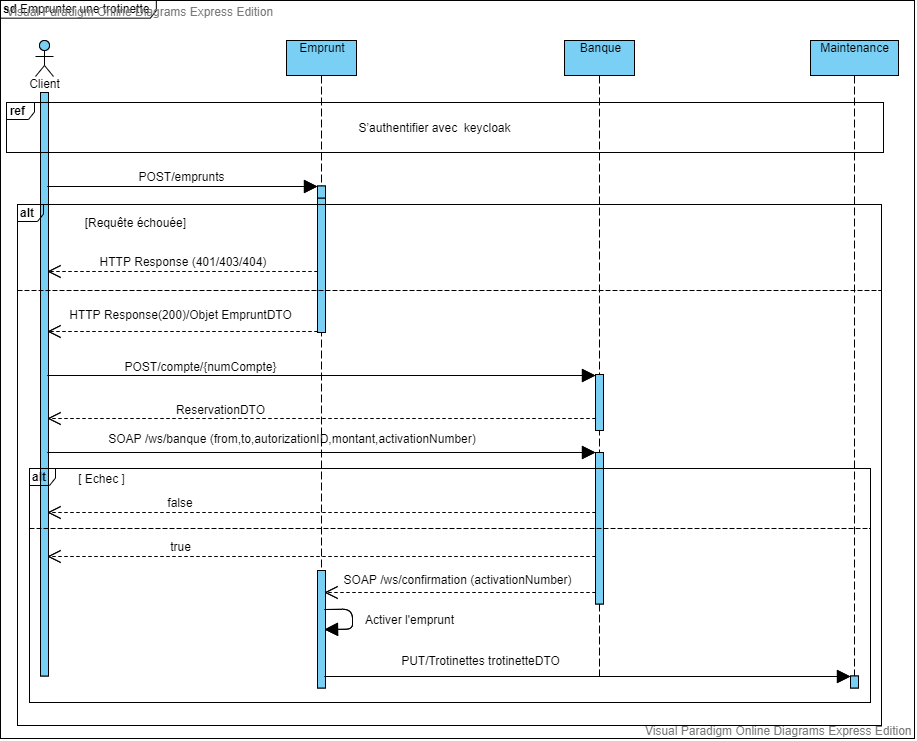 sd Emprunter une trotinette
Visual Paradigm Online Diagrams Express Edition
Client
Emprunt
Banque
Maintenance
ref
S'authentifier avec keycloak
POST/emprunts
alt
[Requête échouée]
HTTP Response (401/403/404)
HTTP Response(200)/Objet EmpruntDTO
POST/compte/{numCompte}
ReservationDTO
SOAP /ws/banque (from,to,autorizationID,montant,activationNumber)
alt
[ Echec ]
false
true
SOAP /ws/confirmation (activationNumber)
Activer l'emprunt
PUT/Trotinettes trotinetteDTO
Visual Paradigm Online Diagrams Express Edition